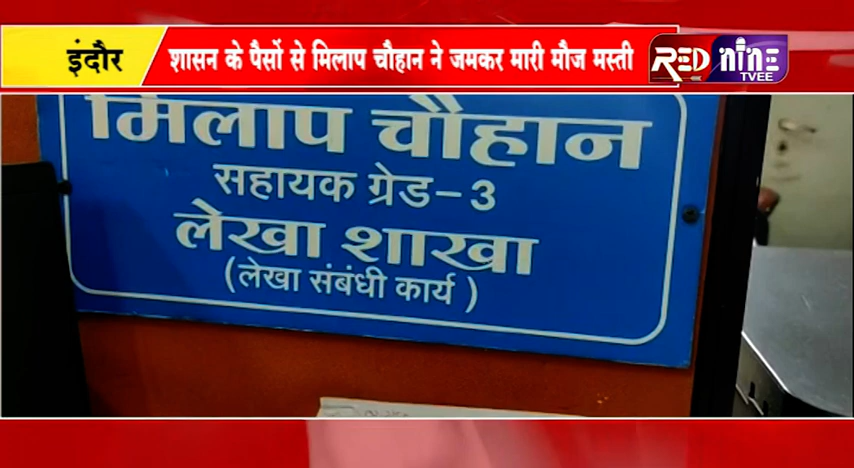 इंदौर
शासन के पैसों से मिलाप चौहान ने जमकर मारी मौज मस्ती
RED NINE
TVEE
मिलाप चौहान
सहायक ग्रेड-3
लेखा शाखा
(लेखा संबंधी कार्य)